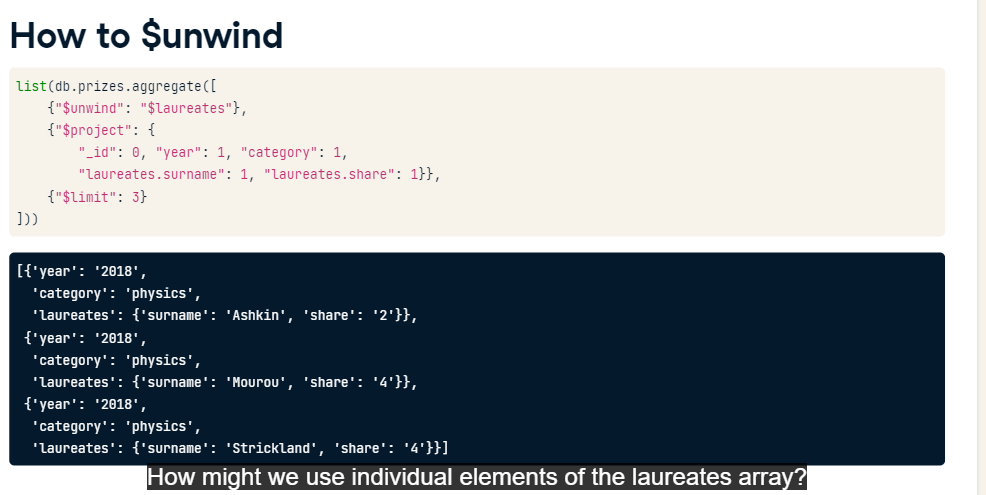 How to $unwind
list(db.prizes.aggregate([
    {"$unwind": "$laureates"},
    {"$project": {
        "_id": 0, "year": 1, "category": 1,
        "laureates.surname": 1, "laureates.share": 1}},
    {"$limit": 3}
]))
[{'year': '2018',
  'category': 'physics',
  'laureates': {'surname': 'Ashkin', 'share': '2'}},
 {'year': '2018',
  'category': 'physics',
  'laureates': {'surname': 'Mourou', 'share': '4'}},
 {'year': '2018',
  'category': 'physics',
  'laureates': {'surname': 'Strickland', 'share': '4'}}]
How might we use individual elements of the laureates array?